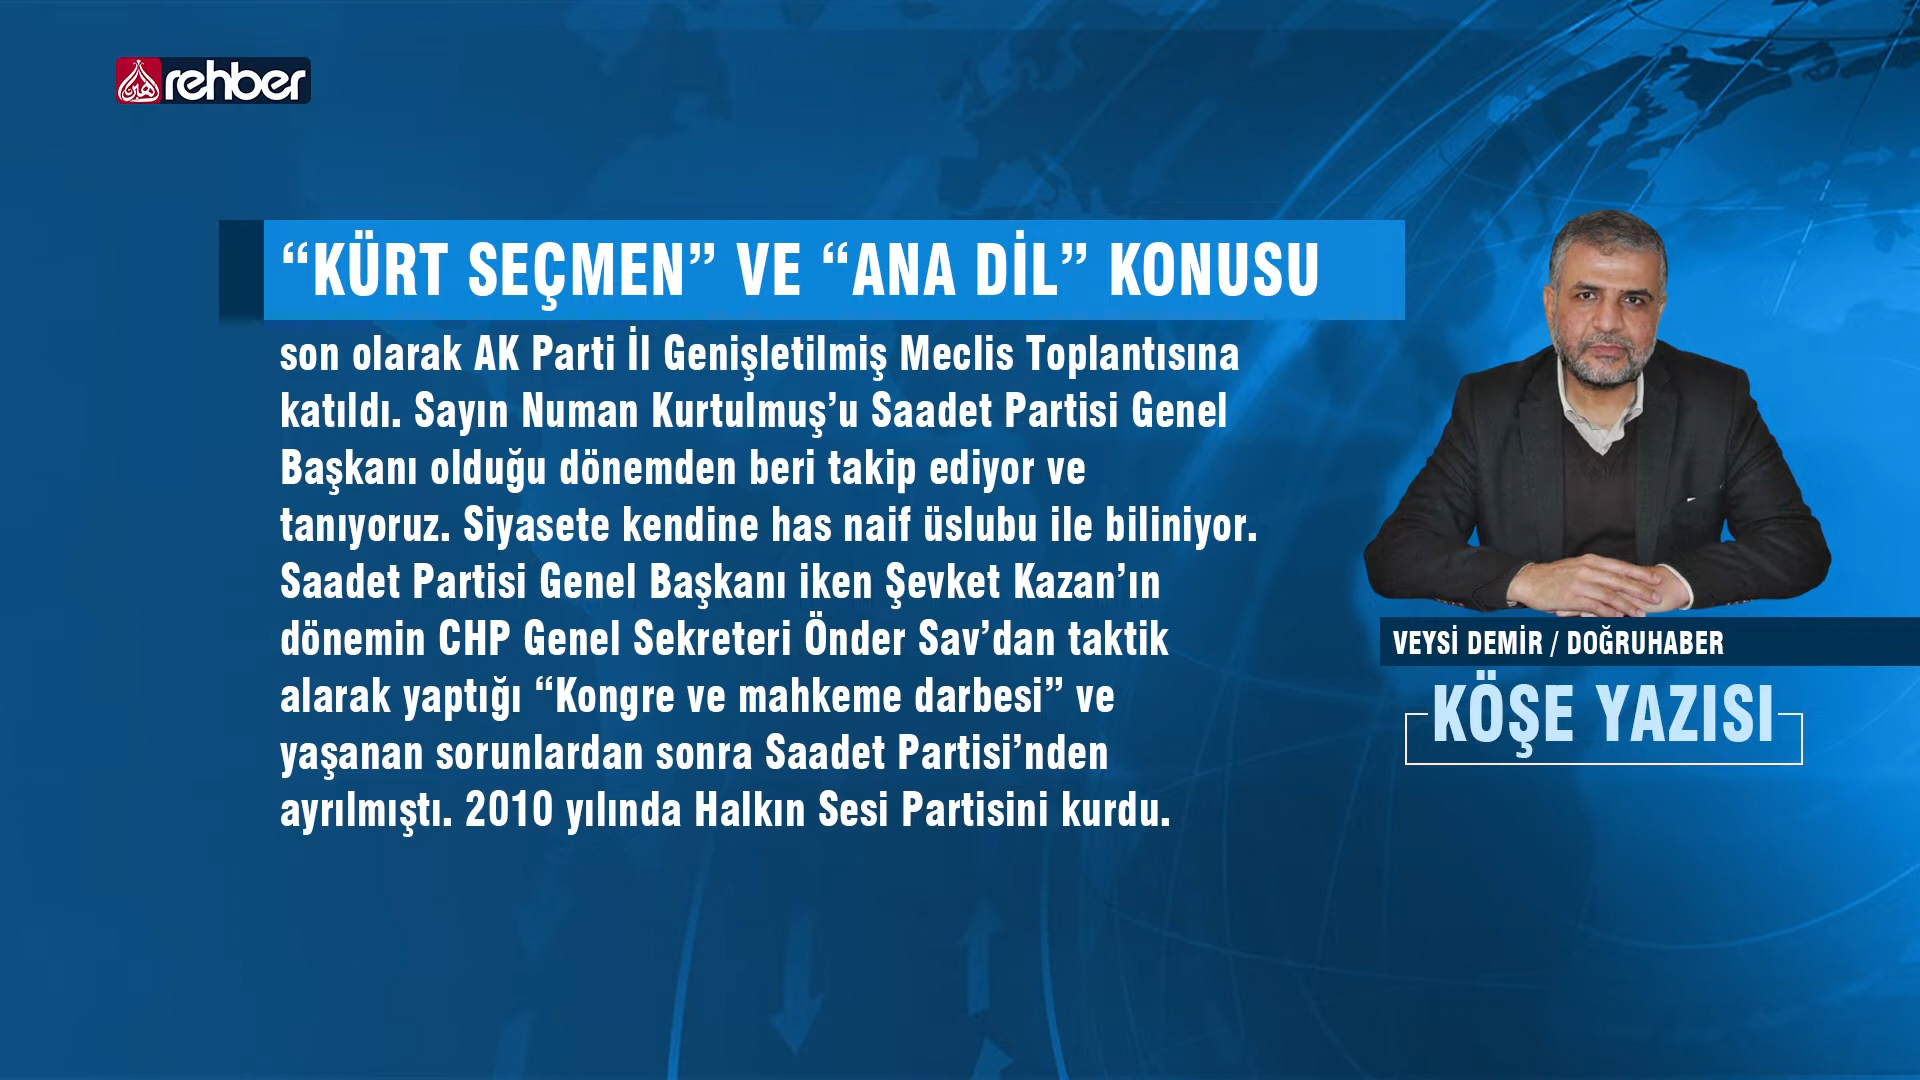 rehber
“KÜRT SEÇMEN” VE “ANA DİL” KONUSU
son olarak AK Parti İl Genişletilmiş Meclis Toplantısına
katıldı. Sayın Numan Kurtulmuş’u Saadet Partisi Genel
Başkanı olduğu dönemden beri takip ediyor ve
tanıyoruz. Siyasete kendine has naif üslubu ile biliniyor.
Saadet Partisi Genel Başkanı iken Şevket Kazan’ın
dönemin CHP Genel Sekreteri Önder Sav’dan taktik
alarak yaptığı “Kongre ve mahkeme darbesi” ve
yaşanan sorunlardan sonra Saadet Partisi’nden
ayrılmıştı. 2010 yılında Halkın Sesi Partisini kurdu.
VEYSİ DEMİR / DOĞRUHABER
KÖŞE YAZISI